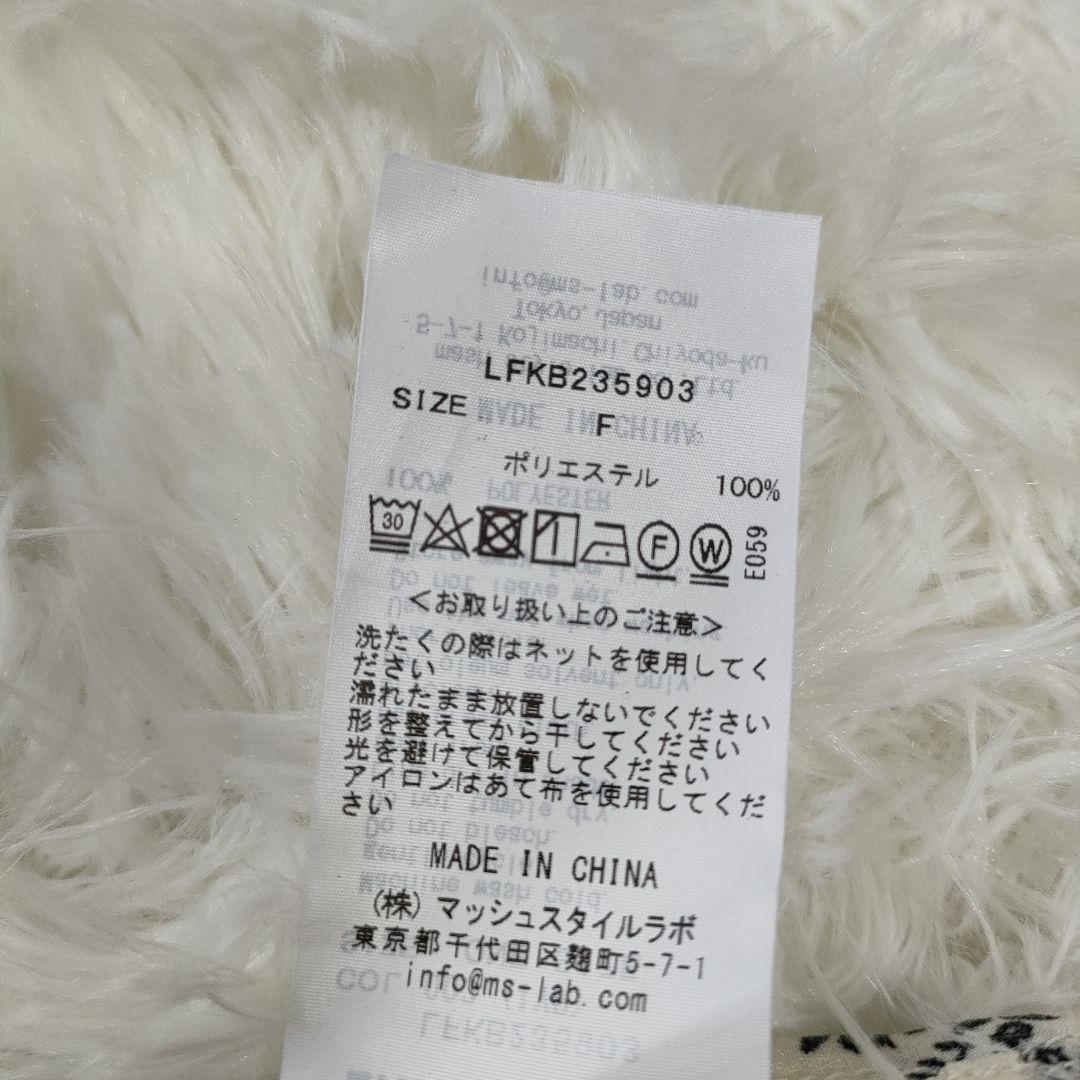 LFKB235903
SIZE F
ポリエステル 100%
30 F W E059
<お取り扱い上のご注意>
洗たくの際はネットを使用してく
ださい
濡れたまま放置しないでください
形を整えてから干してください
光を避けて保管してください
アイロンはあて布を使用してくだ
さい
MADE IN CHINA
(株)マッシュスタイルラボ
東京都千代田区麹町5-7-1
info@ms-lab.com